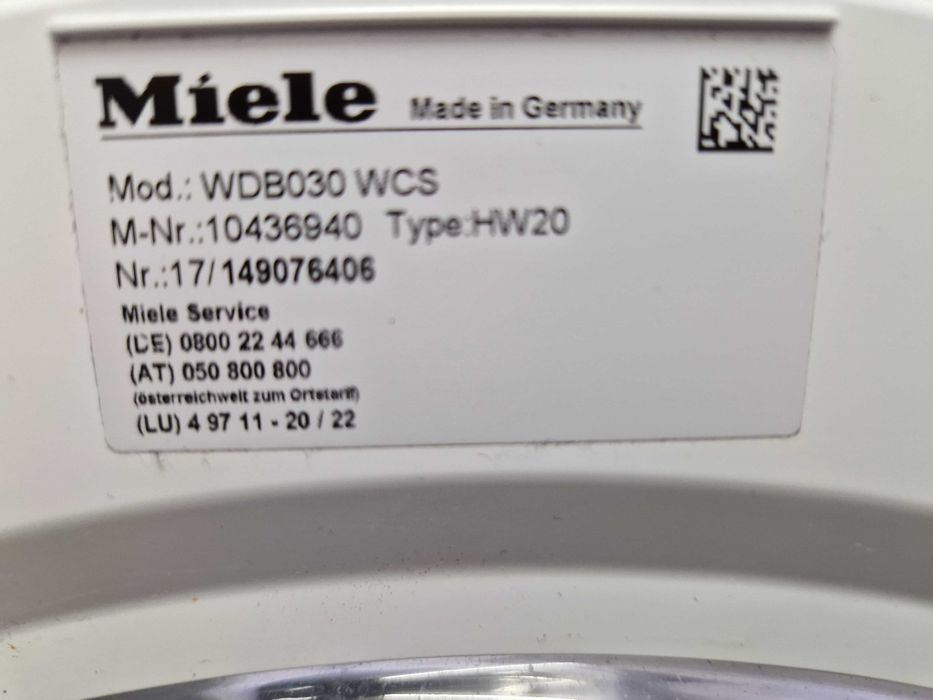 Miele Made in Germany
Mod.: WDB030 WCS
M-Nr.:10436940 Type:HW20
Nr.:17/149076406
Miele Service
(DE) 0800 22 44 666
(AT) 050 800 800
(österreichweit zum Ortstarif)
(LU) 4 97 11 - 20 / 22